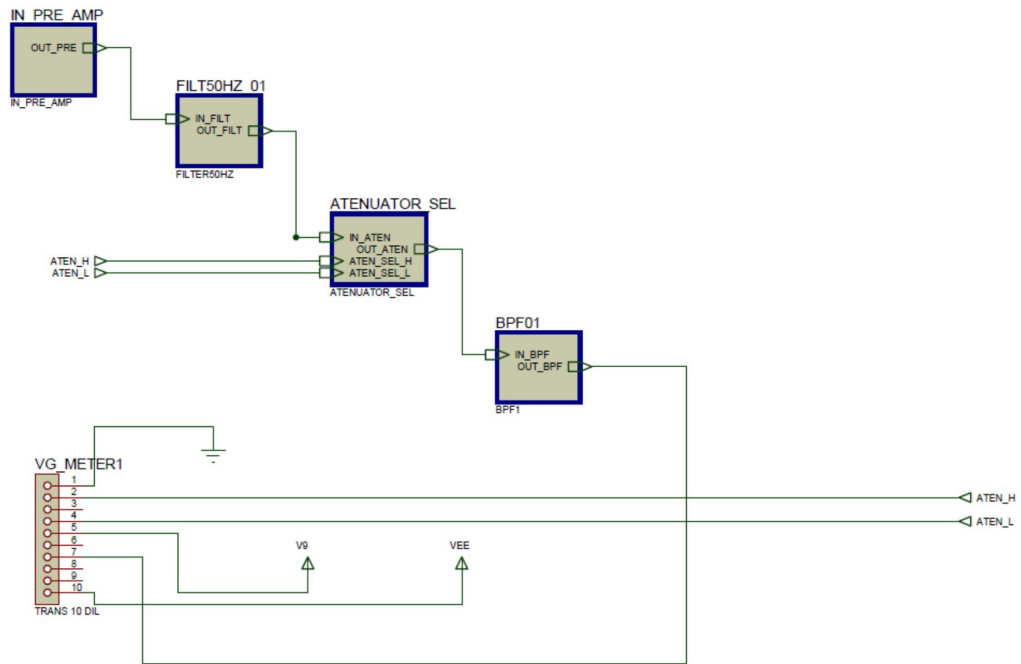 IN_PRE_AMP
OUT_PRE
IN_PRE_AMP
FILT50HZ_01
IN_FILT
OUT_FILT
FILTER50HZ
ATENUATOR_SEL
IN_ATEN
OUT_ATEN
ATEN_H
ATEN_SEL_H
ATEN_L
ATEN_SEL_L
ATENUATOR_SEL
BPF01
IN_BPF
OUT_BPF
BPF1
VG_METER1
1
2
ATEN_H
3
4
ATEN_L
5
6
V9
VEE
7
8
9
10
TRANS 10 DIL